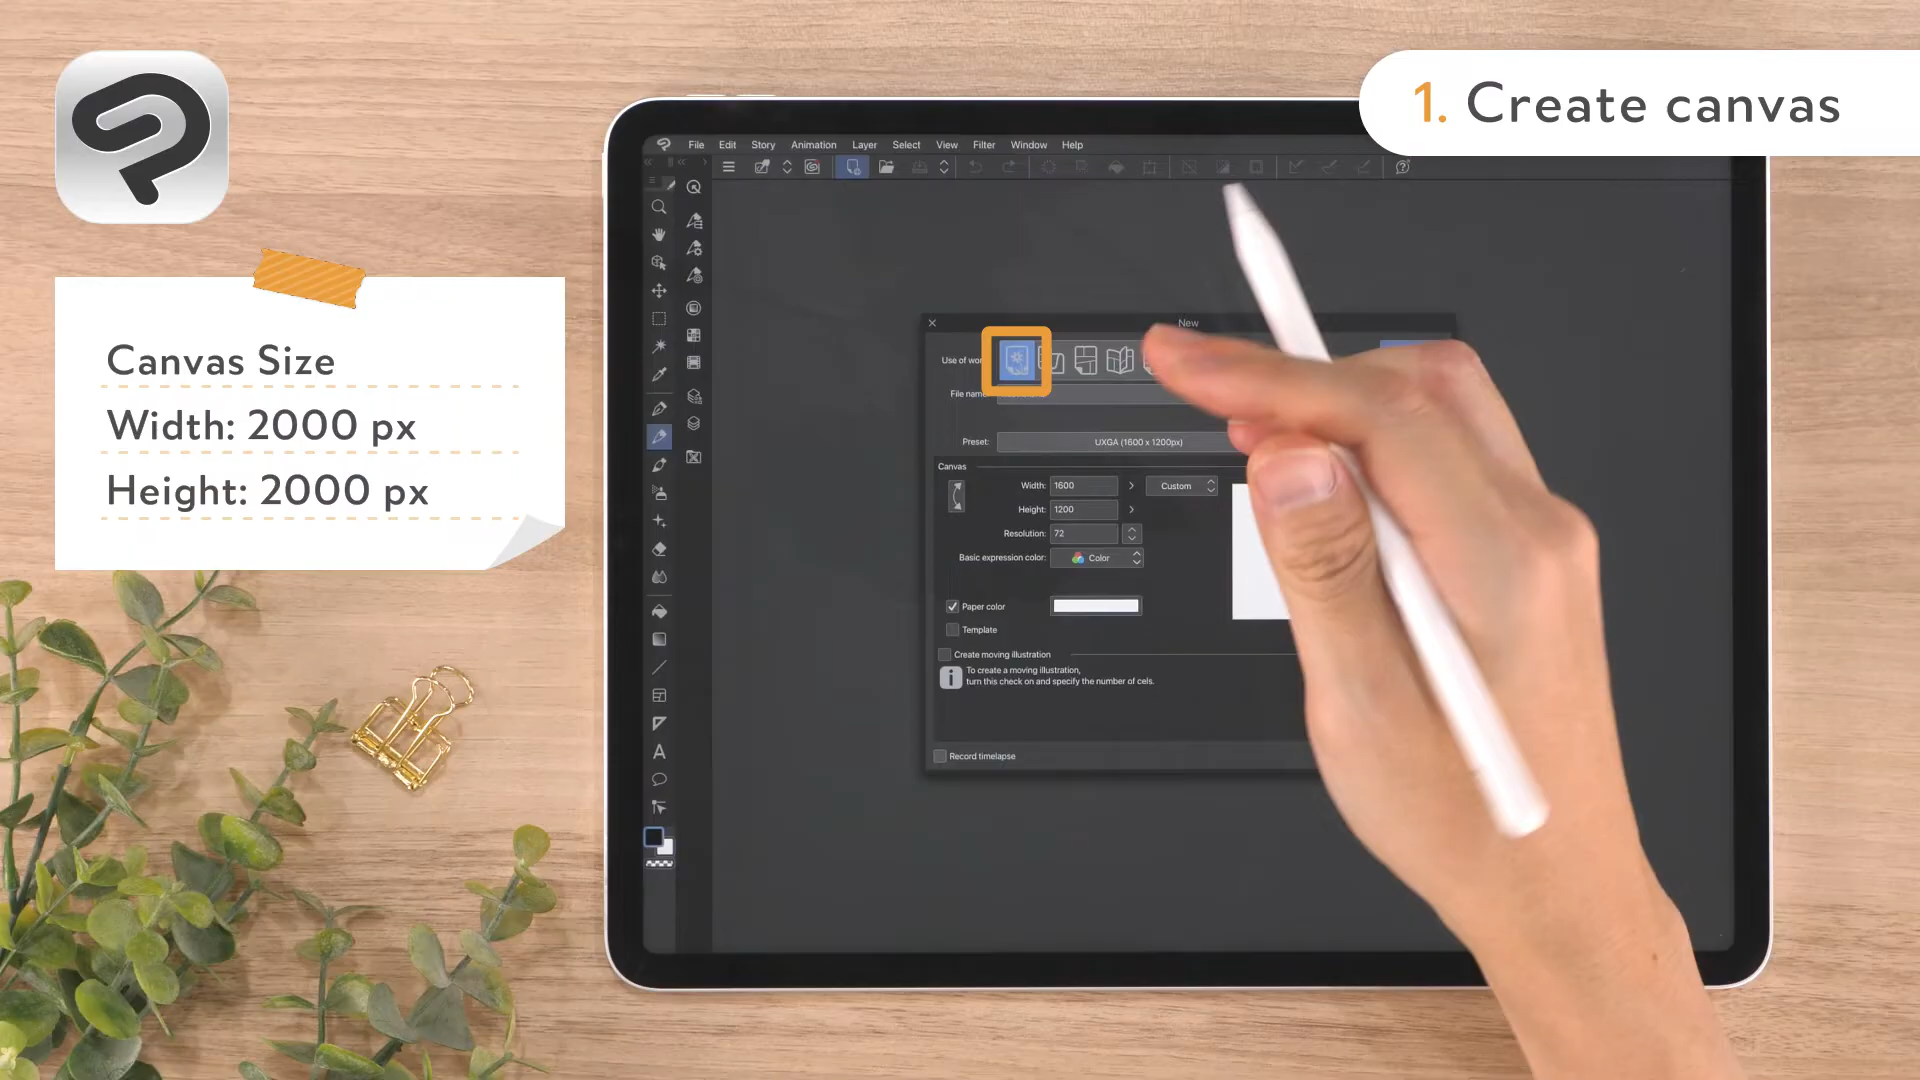 1. Create canvas
Canvas Size
Width: 2000 px
Height: 2000 px
File Edit Story Animation Layer Select View Filter Window Help
New
Use of wor
File name
Preset: UXGA (1600 x 1200px)
Canvas
Width: 1600 Custom
Height: 1200
Resolution: 72
Basic expression color: Color
Paper color
Template
Create moving illustration
To create a moving illustration,
turn this check on and specify the number of cels.
Record timelapse